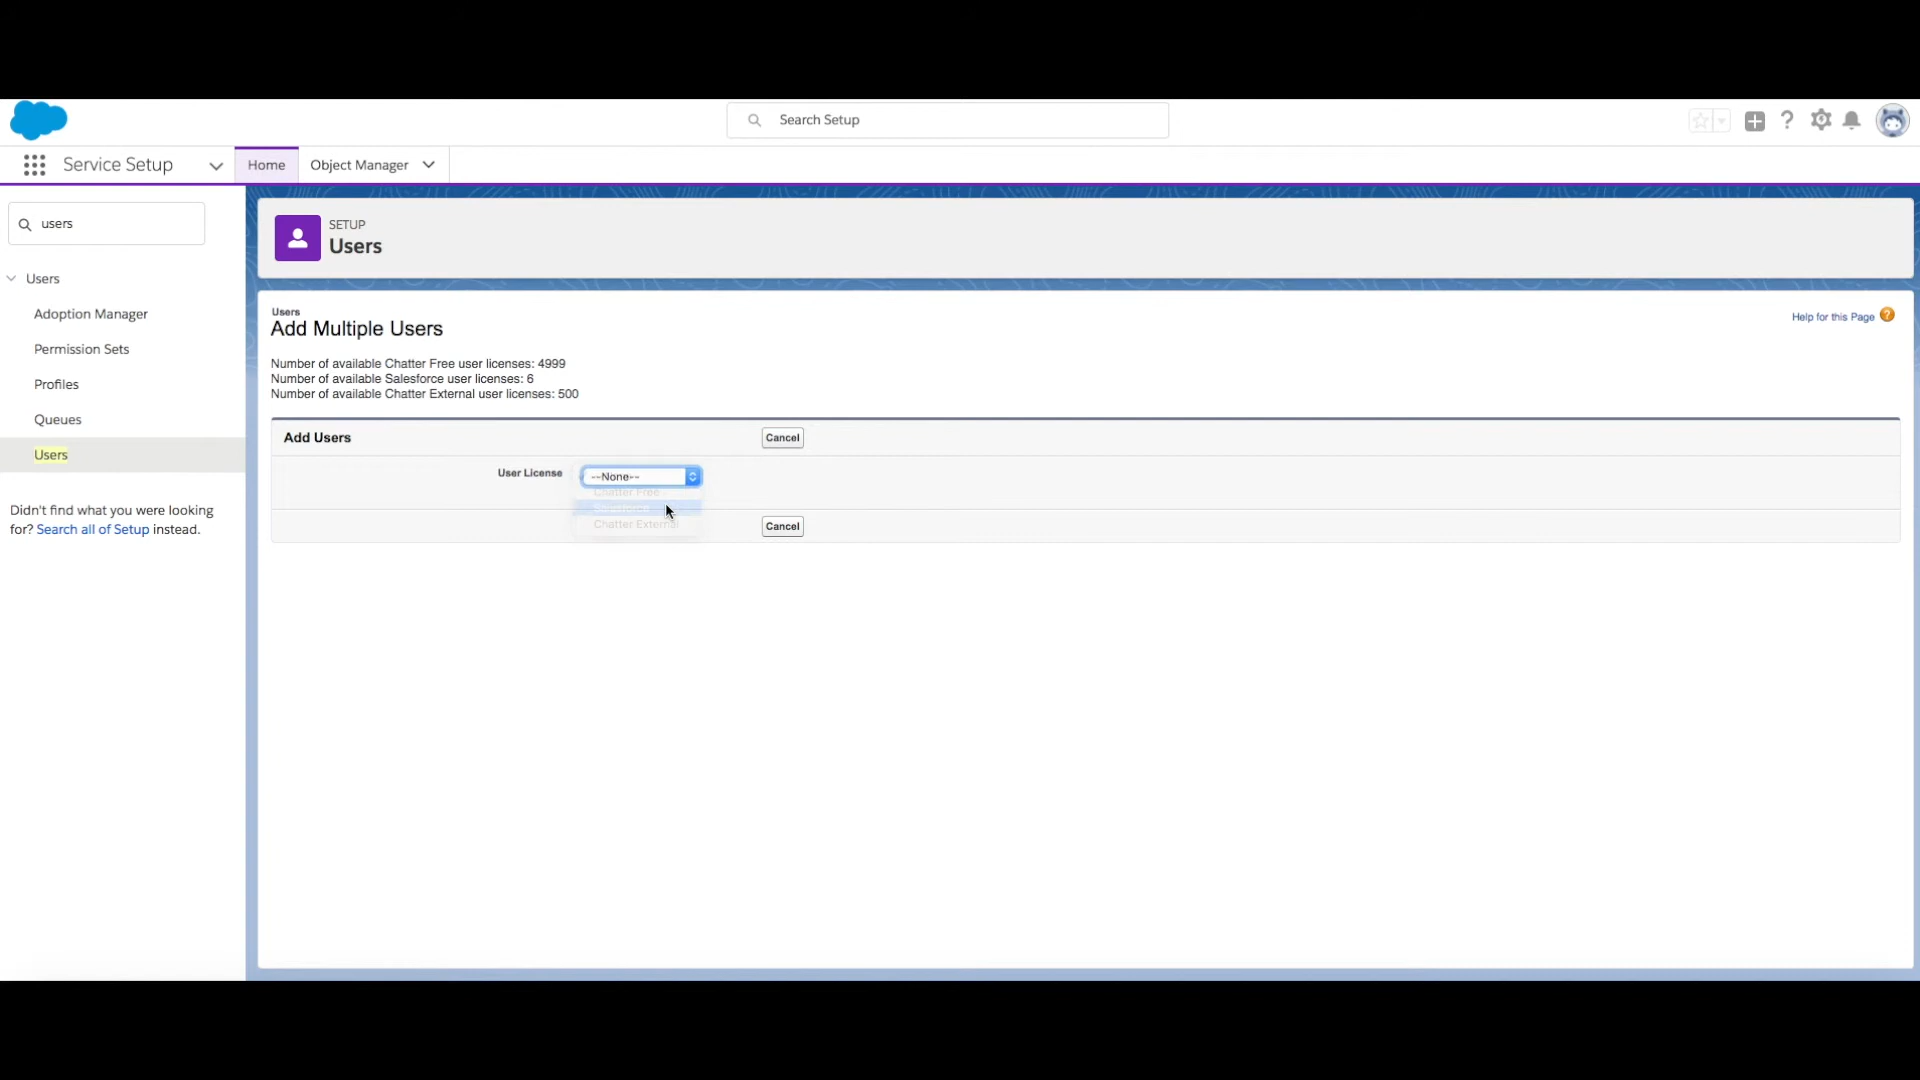 Search Setup
Service Setup
Home
Object Manager
users
SETUP
Users
Users
Adoption Manager
Permission Sets
Profiles
Queues
Users
Didn't find what you were looking
for? Search all of Setup instead.
Users
Add Multiple Users
Help for this Page ?
Number of available Chatter Free user licenses: 4999
Number of available Salesforce user licenses: 6
Number of available Chatter External user licenses: 500
Add Users
Cancel
User License
--None--
Chatter Free
Salesforce
Chatter External
Cancel